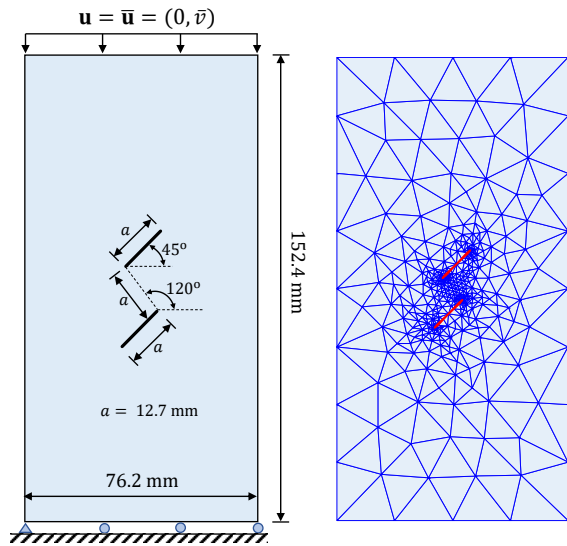 𝐮 = 𝐮̄ = (0, v̄)
a
45°
a
120°
a
a = 12.7 mm
152.4 mm
76.2 mm